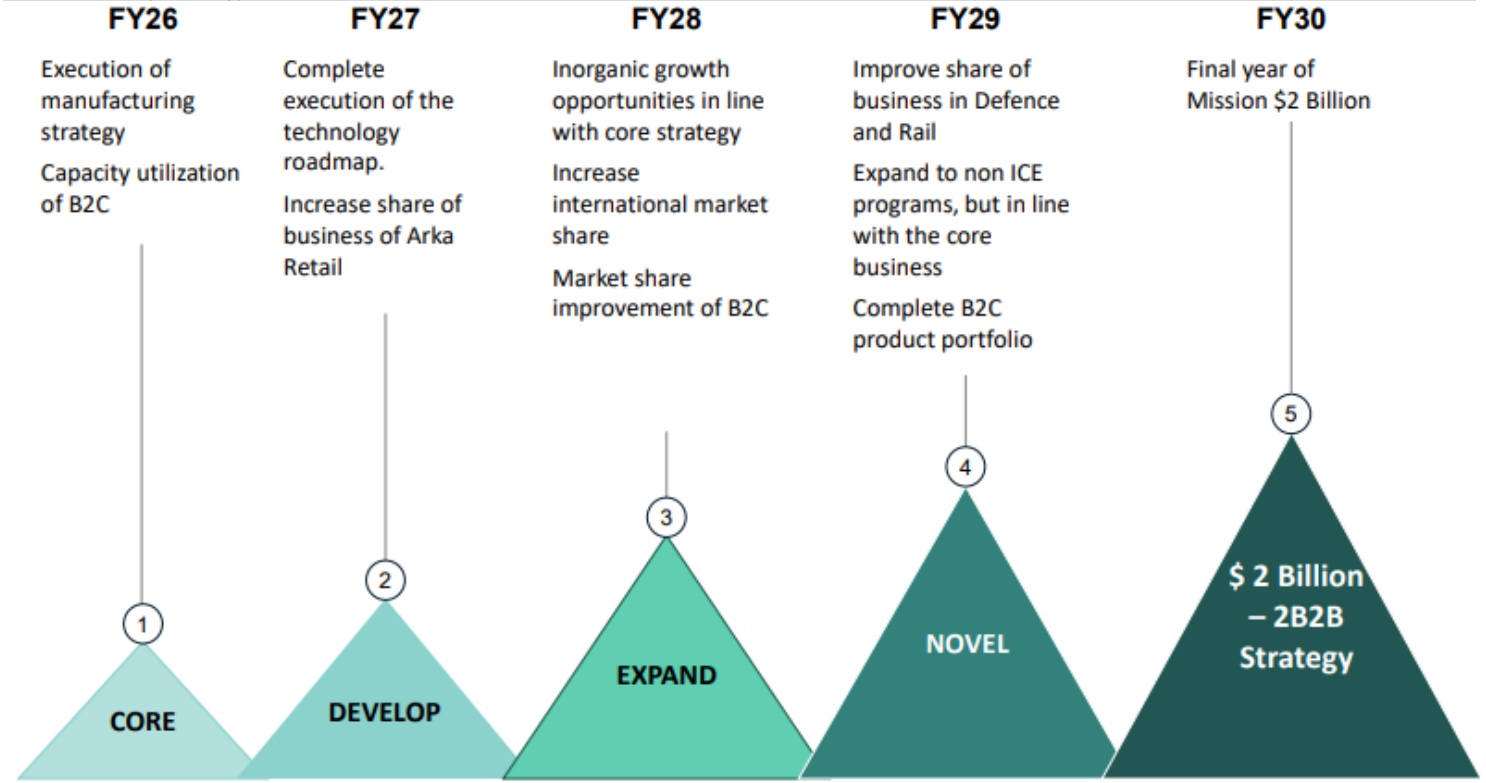 FY26
Execution of
manufacturing
strategy
Capacity utilization
of B2C
1
CORE
FY27
Complete
execution of the
technology
roadmap.
Increase share of
business of Arka
Retail
2
DEVELOP
FY28
Inorganic growth
opportunities in line
with core strategy
Increase
international market
share
Market share
improvement of B2C
3
EXPAND
FY29
Improve share of
business in Defence
and Rail
Expand to non ICE
programs, but in line
with the core
business
Complete B2C
product portfolio
4
NOVEL
FY30
Final year of
Mission $2 Billion
5
$ 2 Billion
– 2B2B
Strategy